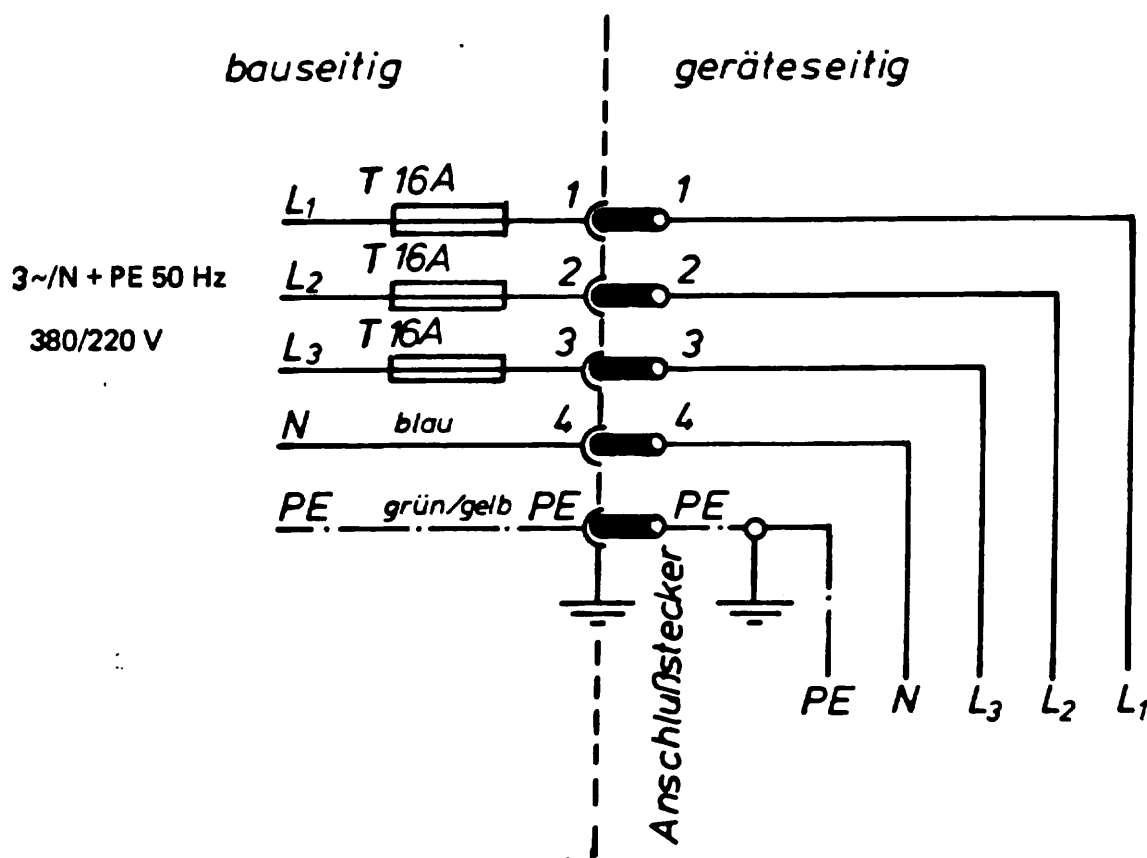 bauseitig geräteseitig
T 16A
L1 1 1
T 16A
L2 2 2
3~/N + PE 50 Hz
380/220 V
T 16A
L3 3 3
N blau 4 4
PE grün/gelb PE PE
Anschlußstecker
PE N L3 L2 L1